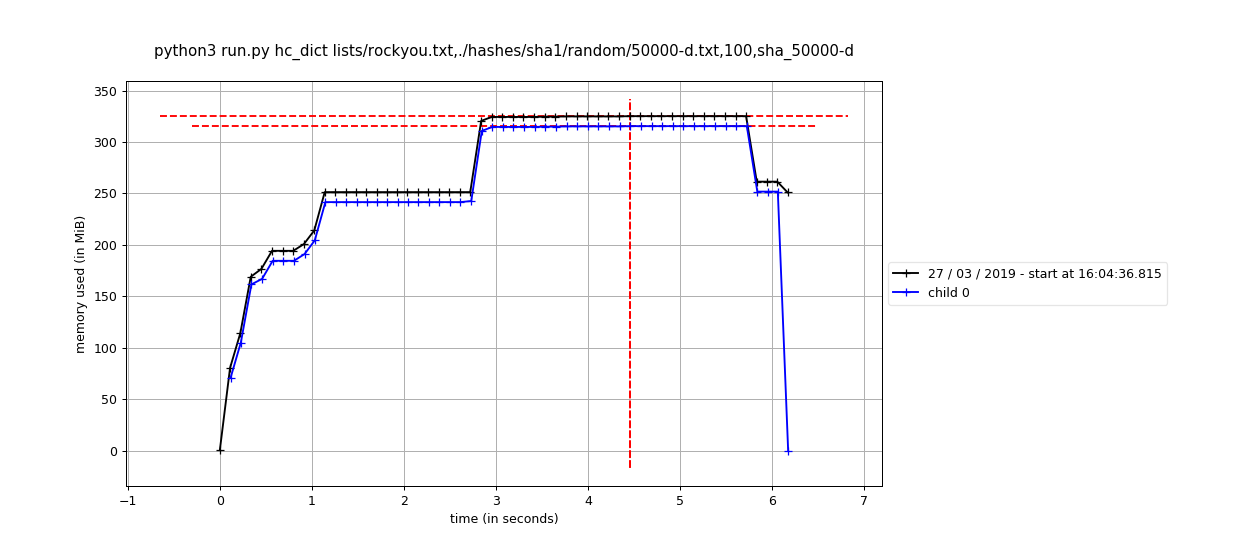 python3 run.py hc_dict lists/rockyou.txt,./hashes/sha1/random/50000-d.txt,100,sha_50000-d
350
300
250
200
150
100
50
0
memory used (in MiB)
−1 0 1 2 3 4 5 6 7
time (in seconds)
27 / 03 / 2019 - start at 16:04:36.815
child 0